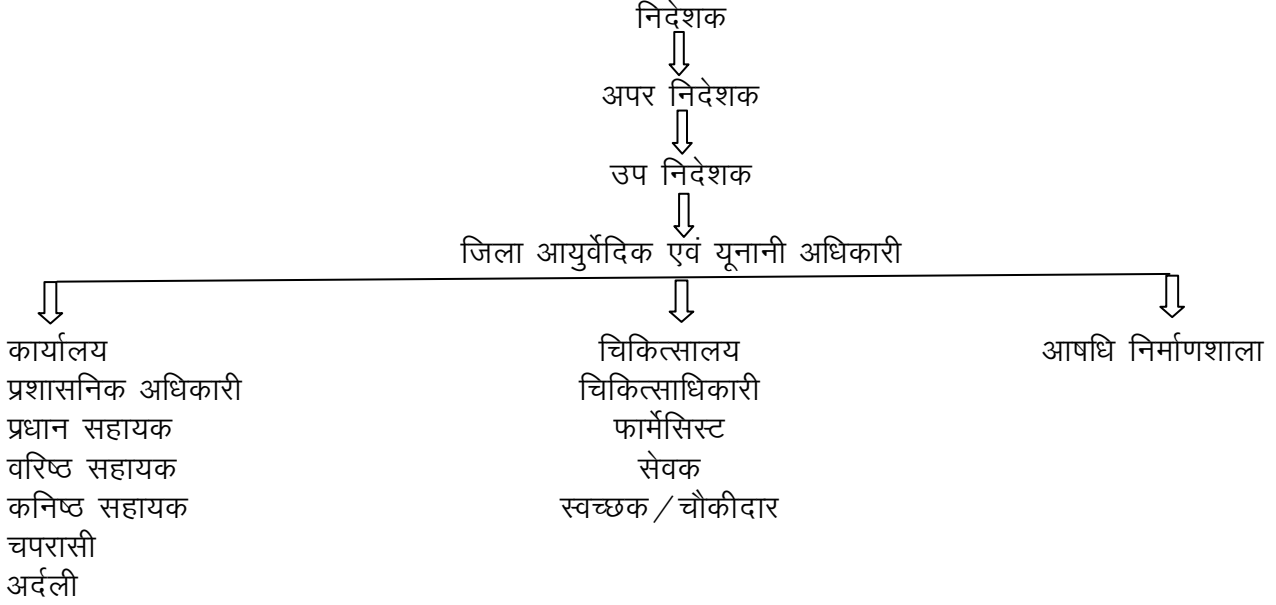 निदेशक
अपर निदेशक
उप निदेशक
जिला आयुर्वेदिक एवं यूनानी अधिकारी
कार्यालय
प्रशासनिक अधिकारी
प्रधान सहायक
वरिष्ठ सहायक
कनिष्ठ सहायक
चपरासी
अर्दली
चिकित्सालय
चिकित्साधिकारी
फार्मेसिस्ट
सेवक
स्वच्छक/चौकीदार
आषधि निर्माणशाला